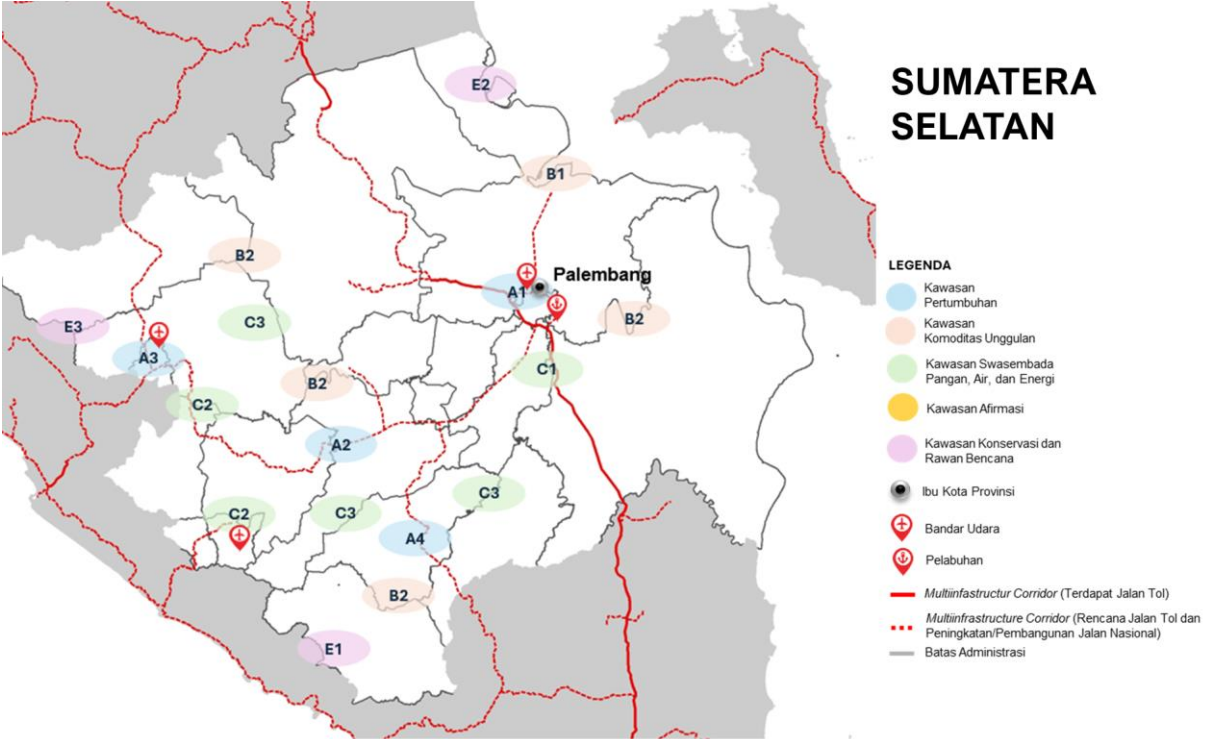 SUMATERA
SELATAN
E2
B1
B2
Palembang
A1
E3
C3
B2
A3
C1
B2
C2
A2
C3
C2
C3
A4
B2
E1
LEGENDA
Kawasan
Pertumbuhan
Kawasan
Komoditas Unggulan
Kawasan Swasembada
Pangan, Air, dan Energi
Kawasan Afirmasi
Kawasan Konservasi dan
Rawan Bencana
Ibu Kota Provinsi
Bandar Udara
Pelabuhan
Multiinfastructur Corridor (Terdapat Jalan Tol)
Multiinfrastructure Corridor (Rencana Jalan Tol dan
Peningkatan/Pembangunan Jalan Nasional)
Batas Administrasi